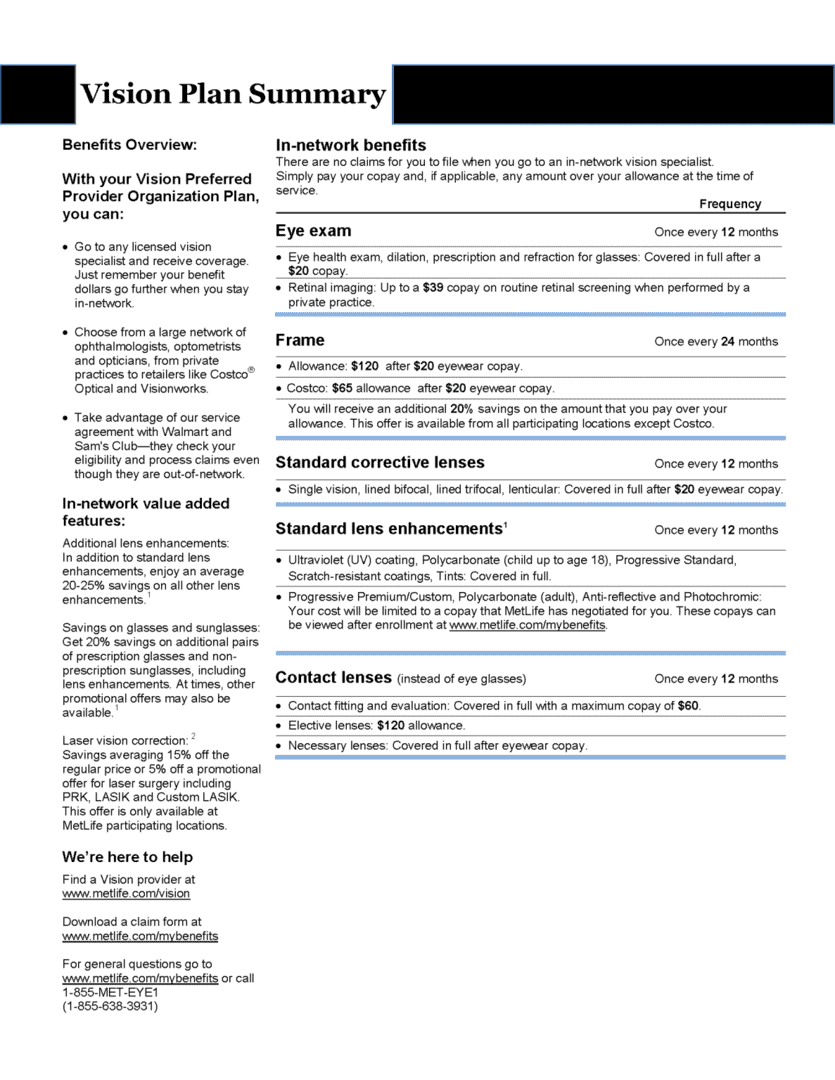 Vision Plan Summary
Benefits Overview:
With your Vision Preferred
Provider Organization Plan,
you can:
• Go to any licensed vision
specialist and receive coverage.
Just remember your benefit
dollars go further when you stay
in-network.
• Choose from a large network of
ophthalmologists, optometrists
and opticians, from private
practices to retailers like Costco®
Optical and Visionworks.
• Take advantage of our service
agreement with Walmart and
Sam's Club—they check your
eligibility and process claims even
though they are out-of-network.
In-network value added
features:
Additional lens enhancements:
In addition to standard lens
enhancements, enjoy an average
20-25% savings on all other lens
enhancements.1
Savings on glasses and sunglasses:
Get 20% savings on additional pairs
of prescription glasses and non-
prescription sunglasses, including
lens enhancements. At times, other
promotional offers may also be
available.1
Laser vision correction: 2
Savings averaging 15% off the
regular price or 5% off a promotional
offer for laser surgery including
PRK, LASIK and Custom LASIK.
This offer is only available at
MetLife participating locations.
We're here to help
Find a Vision provider at
www.metlife.com/vision
Download a claim form at
www.metlife.com/mybenefits
For general questions go to
www.metlife.com/mybenefits or call
1-855-MET-EYE1
(1-855-638-3931)
In-network benefits
There are no claims for you to file when you go to an in-network vision specialist.
Simply pay your copay and, if applicable, any amount over your allowance at the time of
service.
Frequency
Eye exam Once every 12 months
• Eye health exam, dilation, prescription and refraction for glasses: Covered in full after a
$20 copay.
• Retinal imaging: Up to a $39 copay on routine retinal screening when performed by a
private practice.
Frame Once every 24 months
• Allowance: $120 after $20 eyewear copay.
• Costco: $65 allowance after $20 eyewear copay.
You will receive an additional 20% savings on the amount that you pay over your
allowance. This offer is available from all participating locations except Costco.
Standard corrective lenses Once every 12 months
• Single vision, lined bifocal, lined trifocal, lenticular: Covered in full after $20 eyewear copay.
Standard lens enhancements1 Once every 12 months
• Ultraviolet (UV) coating, Polycarbonate (child up to age 18), Progressive Standard,
Scratch-resistant coatings, Tints: Covered in full.
• Progressive Premium/Custom, Polycarbonate (adult), Anti-reflective and Photochromic:
Your cost will be limited to a copay that MetLife has negotiated for you. These copays can
be viewed after enrollment at www.metlife.com/mybenefits.
Contact lenses (instead of eye glasses) Once every 12 months
• Contact fitting and evaluation: Covered in full with a maximum copay of $60.
• Elective lenses: $120 allowance.
• Necessary lenses: Covered in full after eyewear copay.